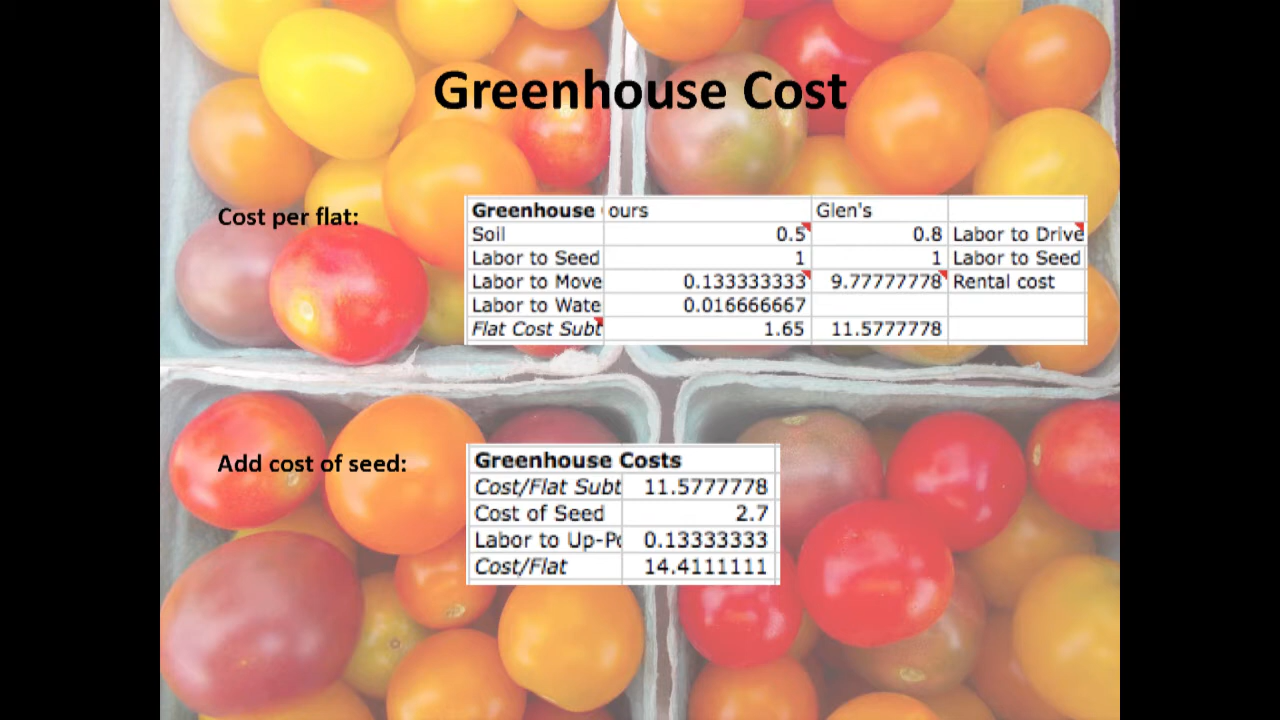 Greenhouse Cost
Cost per flat:
Greenhouse ours Glen's
Soil 0.5 0.8 Labor to Drive
Labor to Seed 1 1 Labor to Seed
Labor to Move 0.133333333 9.77777778 Rental cost
Labor to Wate 0.016666667
Flat Cost Subt 1.65 11.5777778
Add cost of seed:
Greenhouse Costs
Cost/Flat Subt 11.5777778
Cost of Seed 2.7
Labor to Up-Po 0.13333333
Cost/Flat 14.4111111